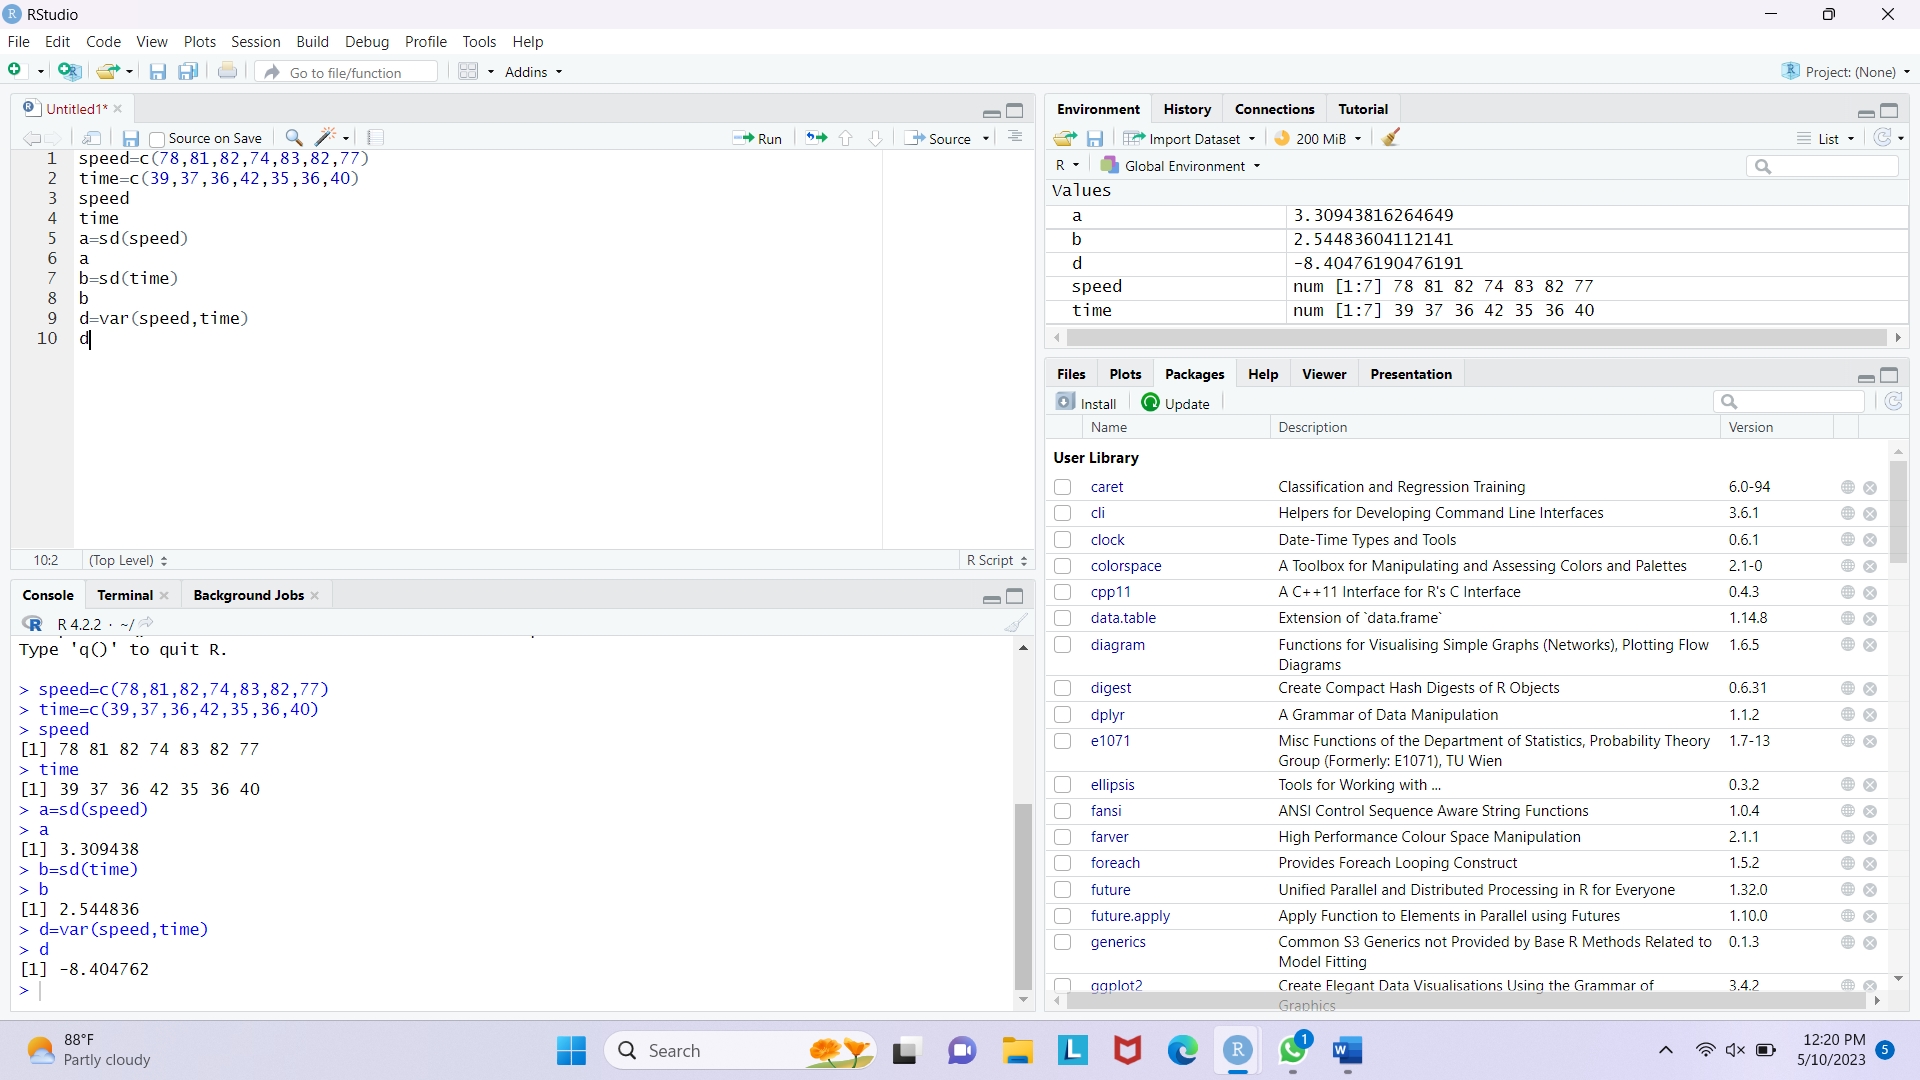 RStudio
File Edit Code View Plots Session Build Debug Profile Tools Help
Go to file/function Addins Project: (None)
Untitled1*
Source on Save Run Source
1 speed=c(78,81,82,74,83,82,77)
2 time=c(39,37,36,42,35,36,40)
3 speed
4 time
5 a=sd(speed)
6 a
7 b=sd(time)
8 b
9 d=var(speed,time)
10 d
10:2 (Top Level) R Script
Console Terminal Background Jobs
R 4.2.2 · ~/
Type 'q()' to quit R.
> speed=c(78,81,82,74,83,82,77)
> time=c(39,37,36,42,35,36,40)
> speed
[1] 78 81 82 74 83 82 77
> time
[1] 39 37 36 42 35 36 40
> a=sd(speed)
> a
[1] 3.309438
> b=sd(time)
> b
[1] 2.544836
> d=var(speed,time)
> d
[1] -8.404762
>
Environment History Connections Tutorial
Import Dataset 200 MiB List
R Global Environment
Values
a 3.30943816264649
b 2.54483604112141
d -8.40476190476191
speed num [1:7] 78 81 82 74 83 82 77
time num [1:7] 39 37 36 42 35 36 40
Files Plots Packages Help Viewer Presentation
Install Update
Name Description Version
User Library
caret Classification and Regression Training 6.0-94
cli Helpers for Developing Command Line Interfaces 3.6.1
clock Date-Time Types and Tools 0.6.1
colorspace A Toolbox for Manipulating and Assessing Colors and Palettes 2.1-0
cpp11 A C++11 Interface for R's C Interface 0.4.3
data.table Extension of `data.frame` 1.14.8
diagram Functions for Visualising Simple Graphs (Networks), Plotting Flow 1.6.5
Diagrams
digest Create Compact Hash Digests of R Objects 0.6.31
dplyr A Grammar of Data Manipulation 1.1.2
e1071 Misc Functions of the Department of Statistics, Probability Theory 1.7-13
Group (Formerly: E1071), TU Wien
ellipsis Tools for Working with ... 0.3.2
fansi ANSI Control Sequence Aware String Functions 1.0.4
farver High Performance Colour Space Manipulation 2.1.1
foreach Provides Foreach Looping Construct 1.5.2
future Unified Parallel and Distributed Processing in R for Everyone 1.32.0
future.apply Apply Function to Elements in Parallel using Futures 1.10.0
generics Common S3 Generics not Provided by Base R Methods Related to 0.1.3
Model Fitting
ggplot2 Create Elegant Data Visualisations Using the Grammar of 3.4.2
Graphics
88°F
Partly cloudy
Search
1
12:20 PM
5/10/2023
5